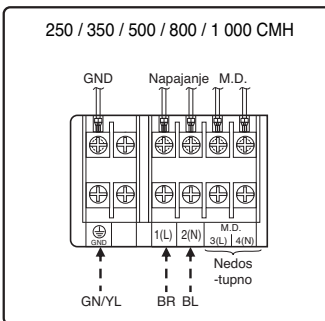 250 / 350 / 500 / 800 / 1 000 CMH
GND Napajanje M.D.
GND 1(L) 2(N) M.D.
3(L) 4(N)
Nedos
-tupno
GN/YL BR BL